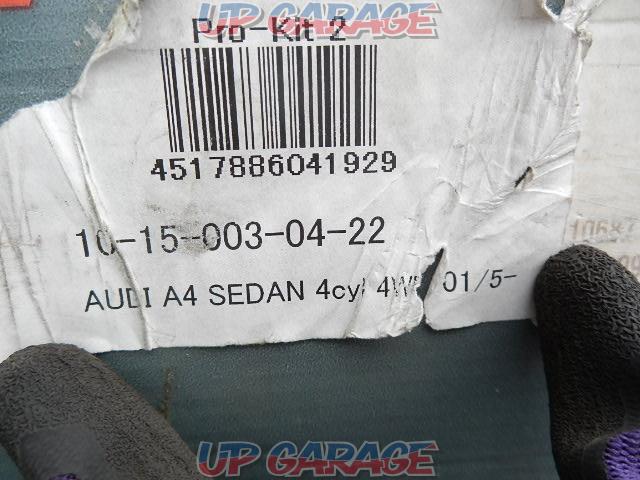 UP GARAGE
Pro-Kit 2
4517886041929
10-15-003-04-22
AUDI A4 SEDAN 4cyl 4W 01/5-
UP GARAGE